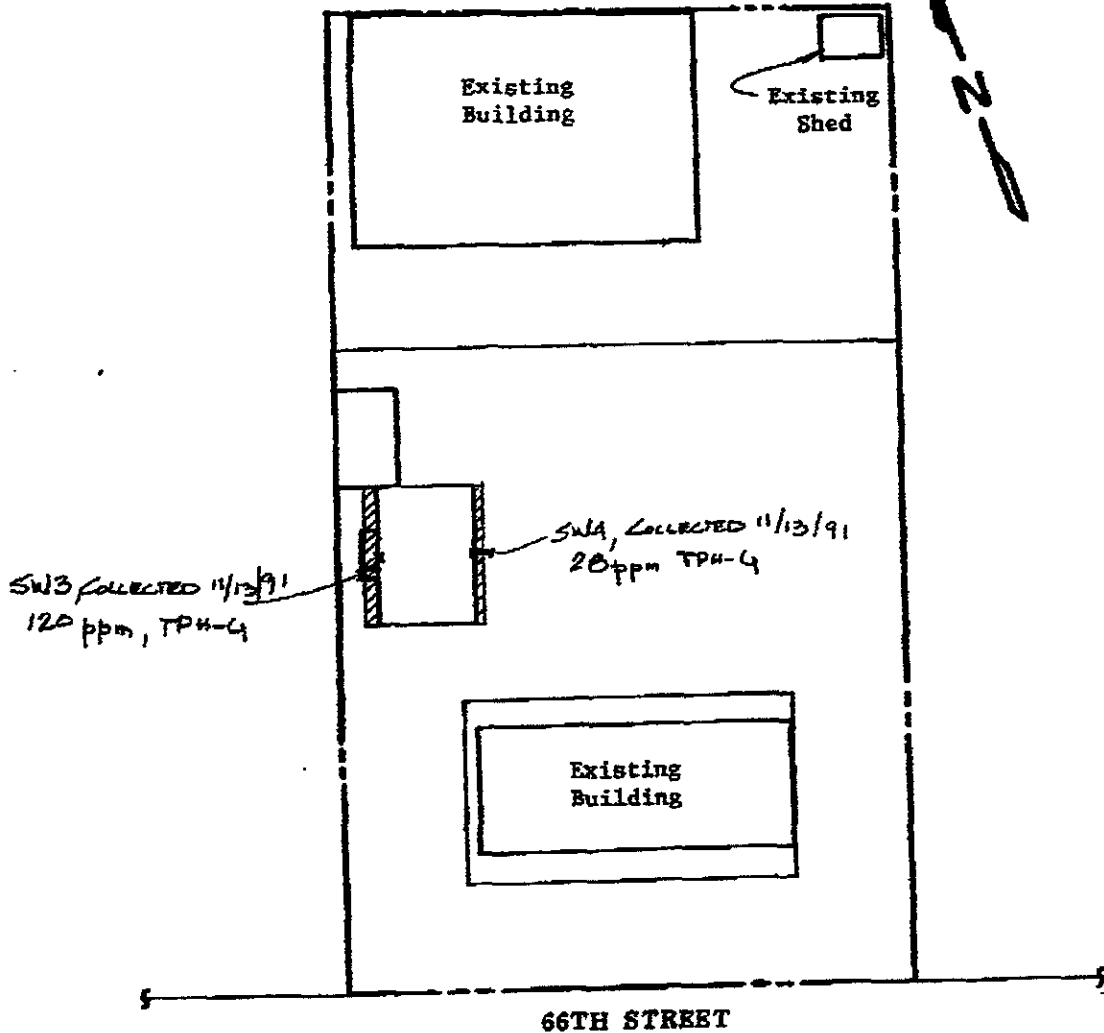 Existing
Building
Existing
Shed
N
SW4, COLLECTED 11/13/91
28 ppm TPH-G
SW3, COLLECTED 11/13/91
120 ppm, TPH-G
Existing
Building
66TH STREET